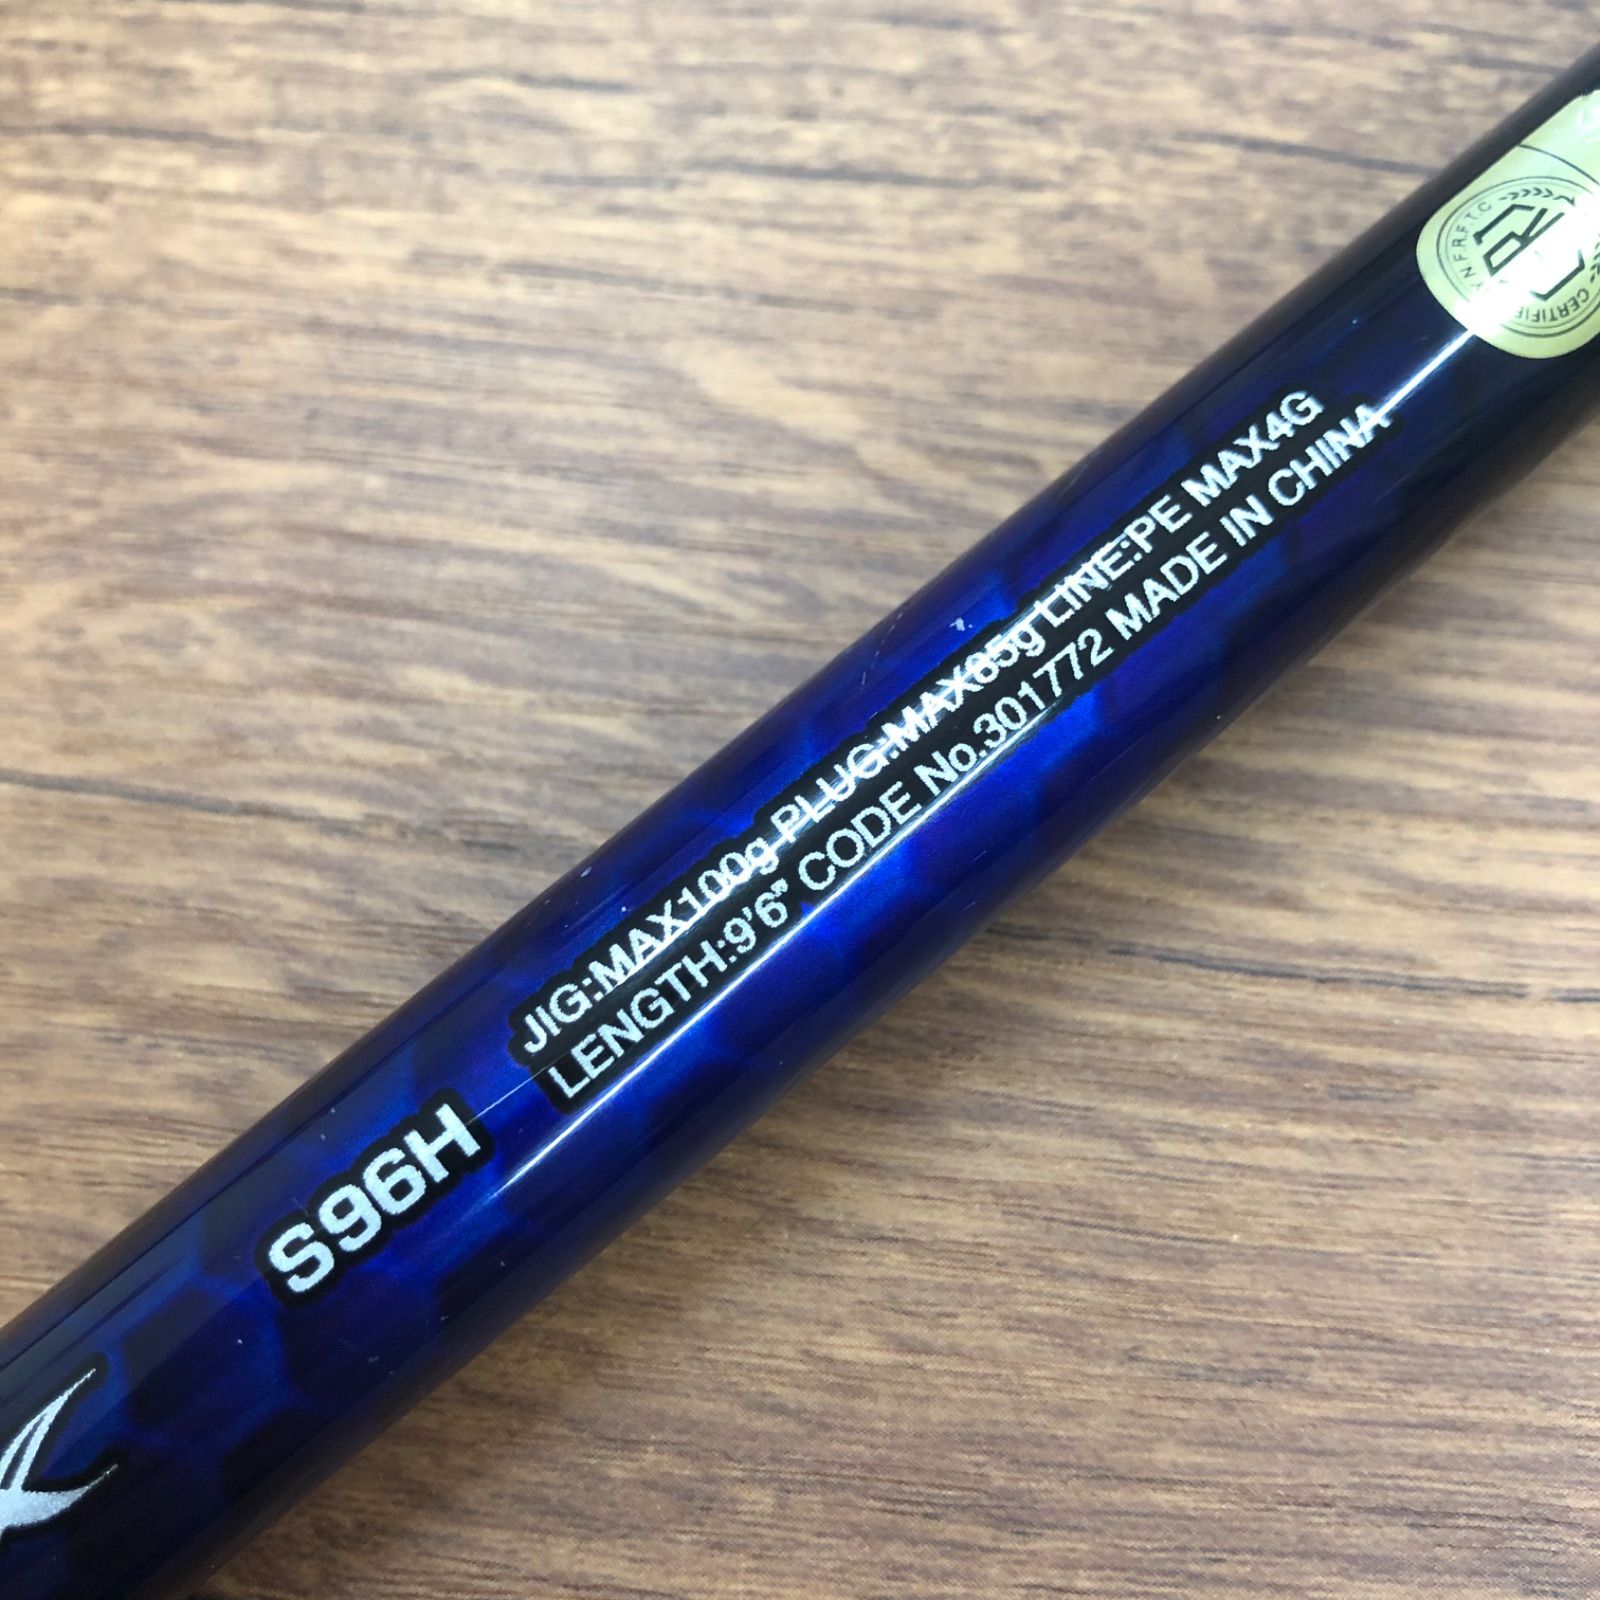 S96H
JIG:MAX100g PLUG:MAX85g LINE:PE MAX4G
LENGTH:9'6" CODE No.301772 MADE IN CHINA
N.F.R.F.T.C